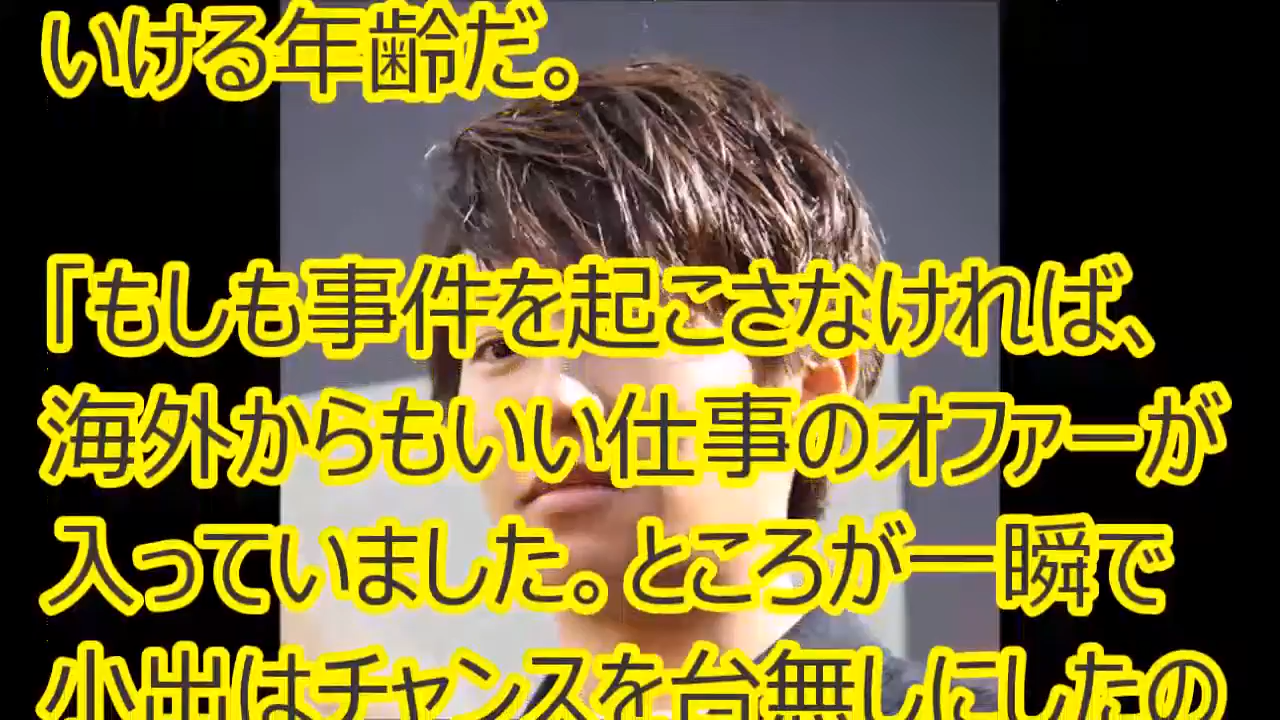 いける年齢だ。
「もしも事件を起こさなければ、
海外からもいい仕事のオファーが
入っていました。ところが一瞬で
小出はチャンスを台無しにしたの